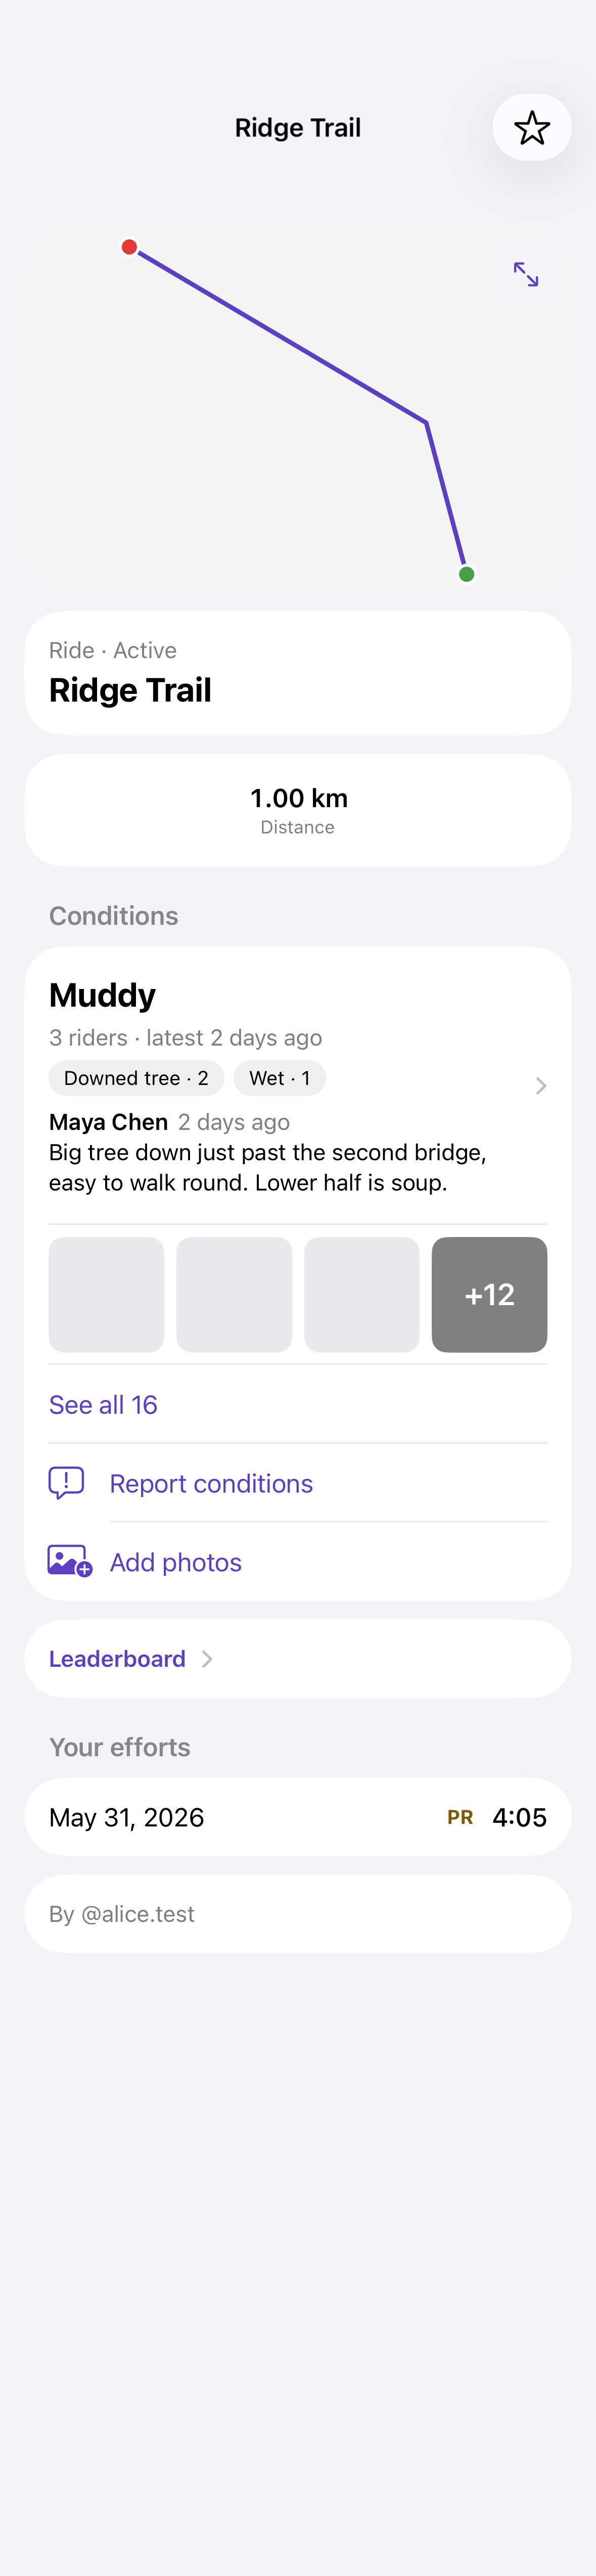 Ridge Trail
Ride · Active
Ridge Trail
1.00 km
Distance
Conditions
Muddy
3 riders · latest 2 days ago
Downed tree · 2 Wet · 1
Maya Chen 2 days ago
Big tree down just past the second bridge,
easy to walk round. Lower half is soup.
+12
See all 16
Report conditions
Add photos
Leaderboard
Your efforts
May 31, 2026 PR 4:05
By @alice.test